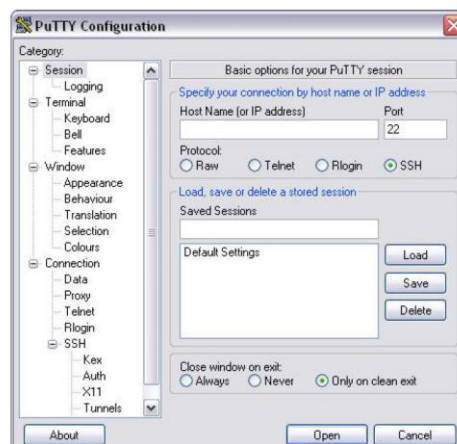 PuTTY Configuration
Category:
Session
Logging
Terminal
Keyboard
Bell
Features
Window
Appearance
Behaviour
Translation
Selection
Colours
Connection
Data
Proxy
Telnet
Rlogin
SSH
Kex
Auth
X11
Tunnels
Basic options for your PuTTY session
Specify your connection by host name or IP address
Host Name (or IP address) Port
22
Protocol:
Raw Telnet Rlogin SSH
Load, save or delete a stored session
Saved Sessions
Default Settings
Load
Save
Delete
Close window on exit:
Always Never Only on clean exit
About Open Cancel